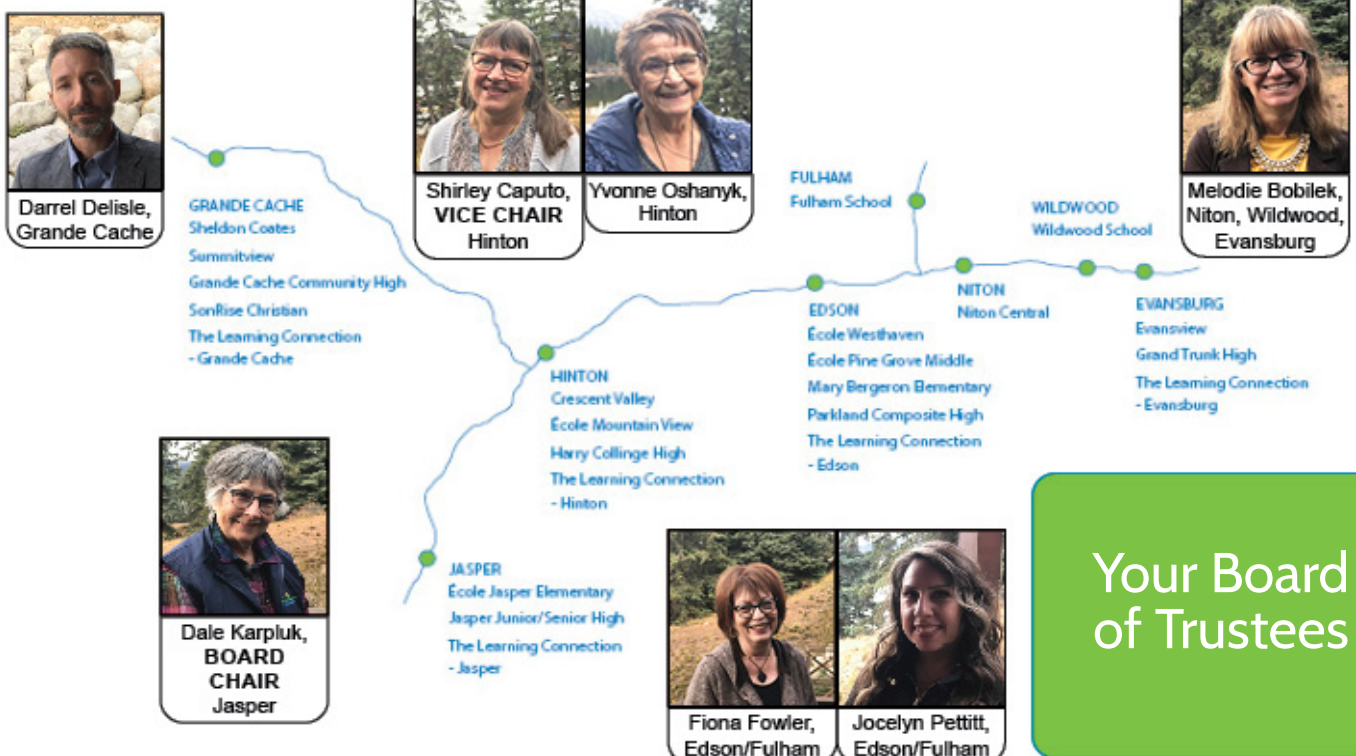 Darrel Delisle,
Grande Cache
Shirley Caputo,
VICE CHAIR
Hinton
Yvonne Oshanyk,
Hinton
Melodie Bobilek,
Niton, Wildwood,
Evansburg
GRANDE CACHE
Sheldon Coates
Summitview
Grande Cache Community High
SonRise Christian
The Learning Connection
- Grande Cache
FULHAM
Fulham School
WILDWOOD
Wildwood School
HINTON
Crescent Valley
École Mountain View
Harry Collinge High
The Learning Connection
- Hinton
EDSON
École Westhaven
École Pine Grove Middle
Mary Bergeron Elementary
Parkland Composite High
The Learning Connection
- Edson
NITON
Niton Central
EVANSBURG
Evansview
Grand Trunk High
The Learning Connection
- Evansburg
JASPER
École Jasper Elementary
Jasper Junior/Senior High
The Learning Connection
- Jasper
Dale Karpluk,
BOARD
CHAIR
Jasper
Fiona Fowler,
Edson/Fulham
Jocelyn Pettitt,
Edson/Fulham
Your Board
of Trustees